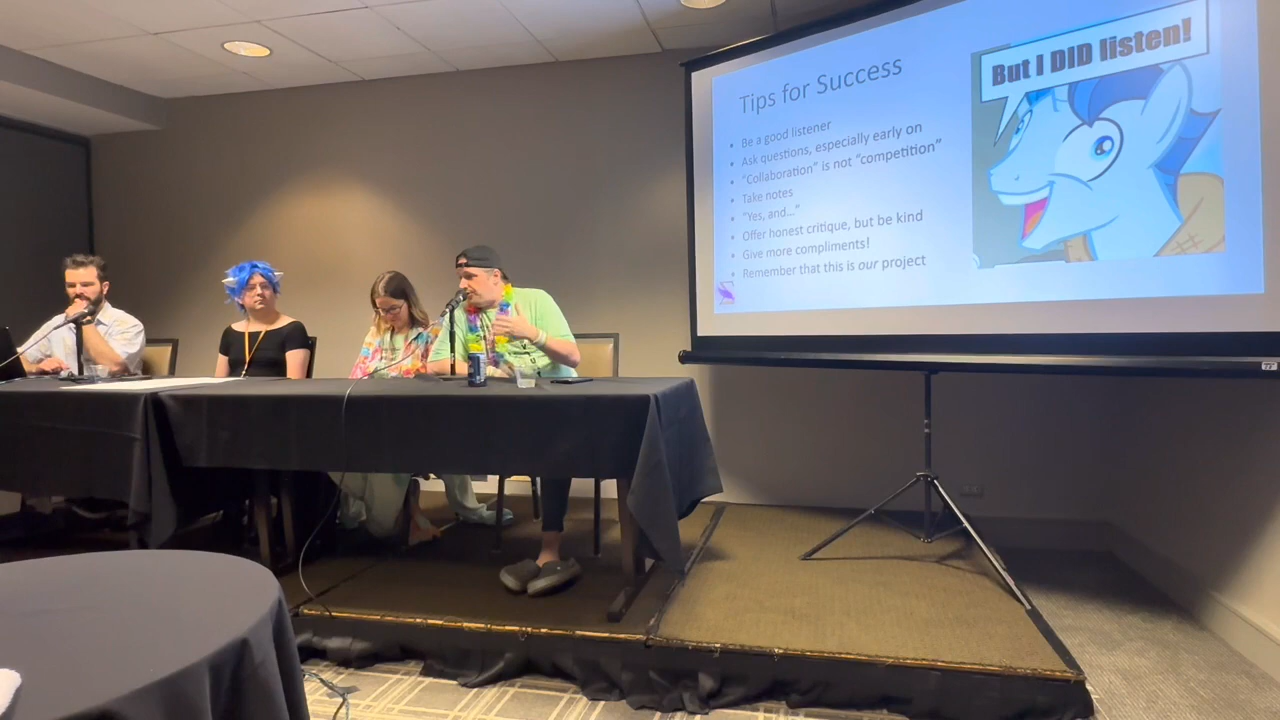 Tips for Success
• Be a good listener
• Ask questions, especially early on
• "Collaboration" is not "competition"
• Take notes
• "Yes, and..."
• Offer honest critique, but be kind
• Give more compliments!
• Remember that this is our project
But I DID listen!